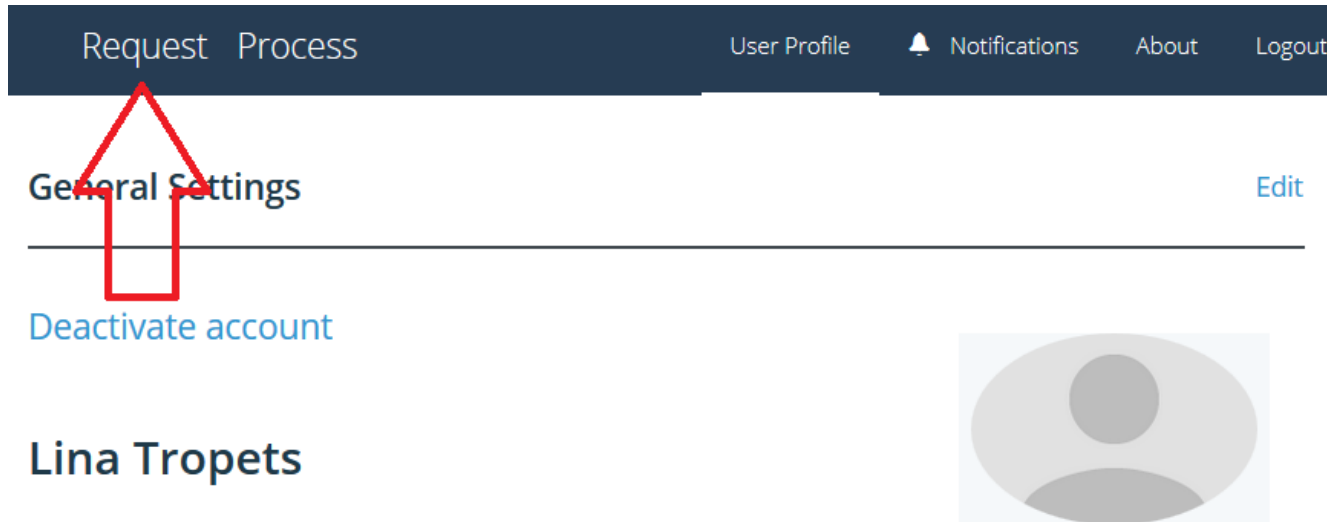 Request Process User Profile Notifications About Logout
General Settings Edit
Deactivate account
Lina Tropets